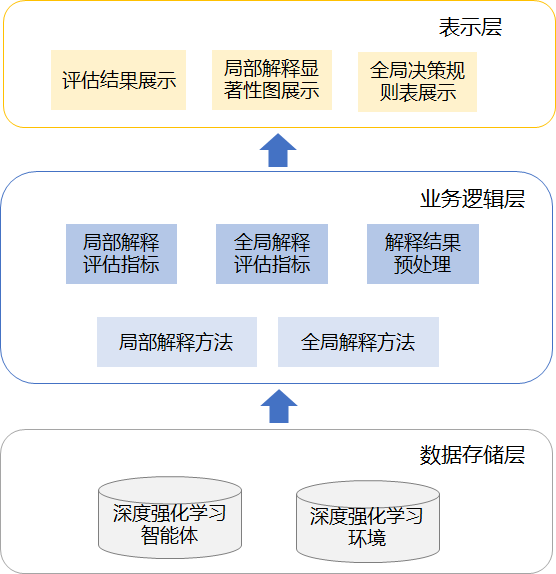 表示层
评估结果展示
局部解释显
著性图展示
全局决策规
则表展示
业务逻辑层
局部解释
评估指标
全局解释
评估指标
解释结果
预处理
局部解释方法
全局解释方法
数据存储层
深度强化学习
智能体
深度强化学习
环境